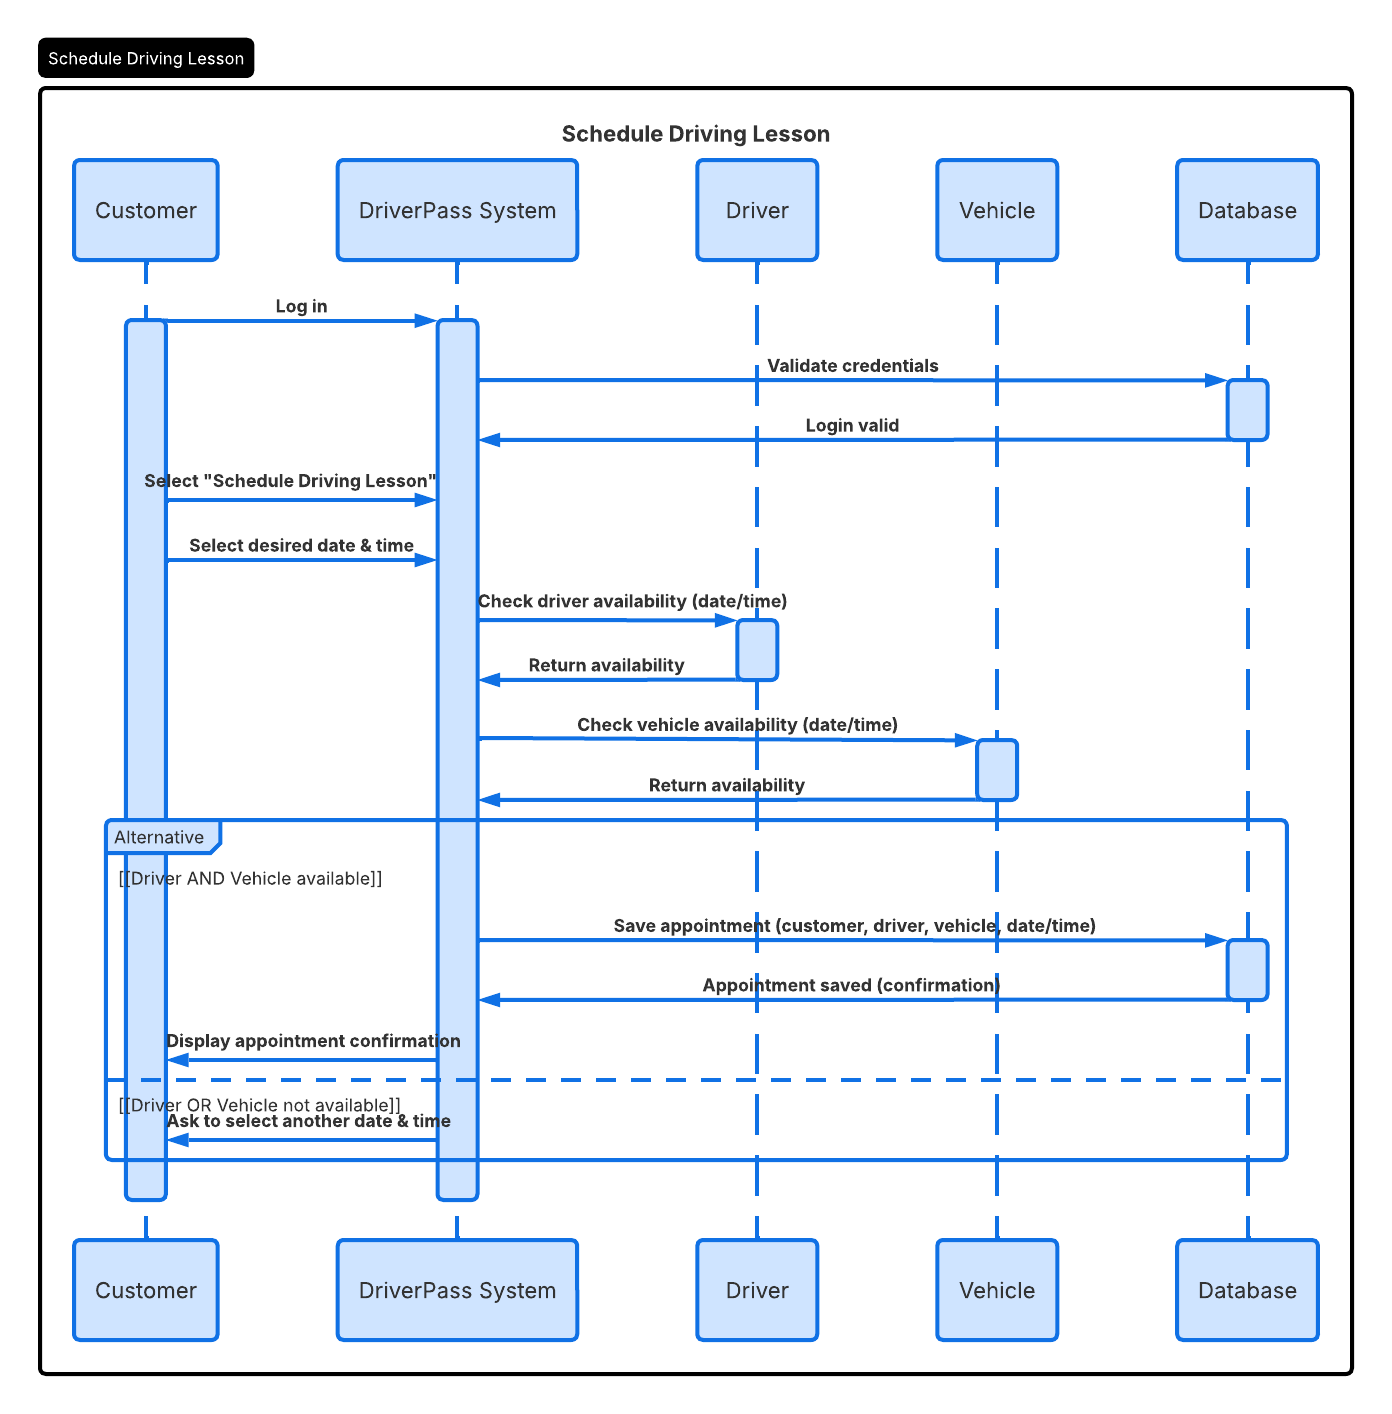 Schedule Driving Lesson
Schedule Driving Lesson
Customer
DriverPass System
Driver
Vehicle
Database
Log in
Validate credentials
Login valid
Select "Schedule Driving Lesson"
Select desired date & time
Check driver availability (date/time)
Return availability
Check vehicle availability (date/time)
Return availability
Alternative
[[Driver AND Vehicle available]]
Save appointment (customer, driver, vehicle, date/time)
Appointment saved (confirmation)
Display appointment confirmation
[[Driver OR Vehicle not available]]
Ask to select another date & time
Customer
DriverPass System
Driver
Vehicle
Database